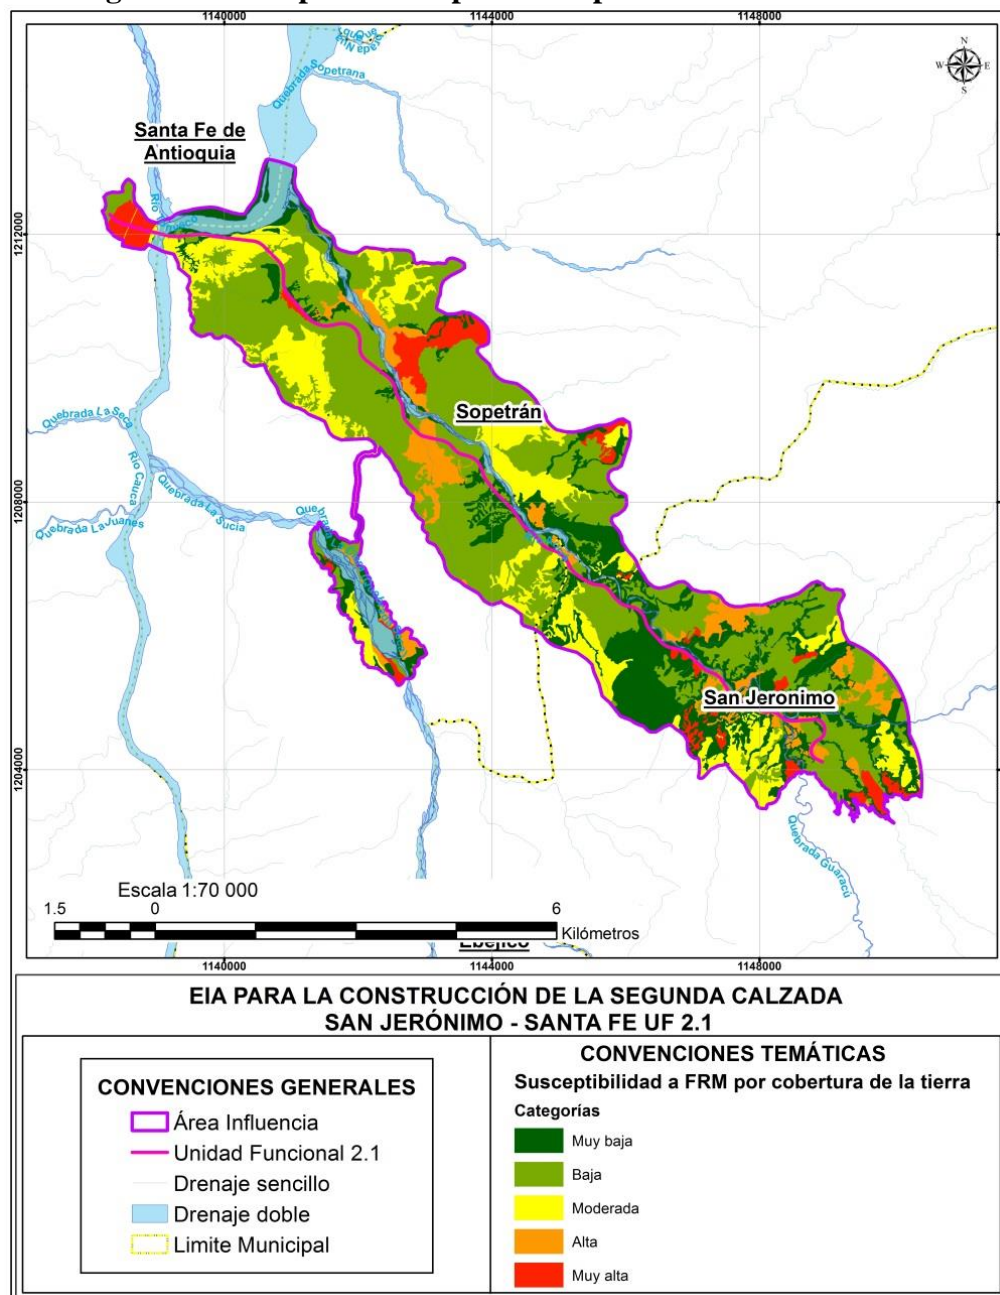 1140000
1144000
1148000
N
W
E
S
Quebrada Sopetrana
Santa Fe de
Antioquia
1212000
1212000
Sopetrán
Quebrada La Seca
Río Cauca
Quebrada La Sucia
Quebrada La Juanes
1208000
1208000
San Jeronimo
1204000
1204000
Quebrada Guaracú
Escala 1:70 000
1.5
0
6
Kilómetros
Ebéjico
1140000
1144000
1148000
EIA PARA LA CONSTRUCCIÓN DE LA SEGUNDA CALZADA
SAN JERÓNIMO - SANTA FE UF 2.1
CONVENCIONES GENERALES
Área Influencia
Unidad Funcional 2.1
Drenaje sencillo
Drenaje doble
Limite Municipal
CONVENCIONES TEMÁTICAS
Susceptibilidad a FRM por cobertura de la tierra
Categorías
Muy baja
Baja
Moderada
Alta
Muy alta